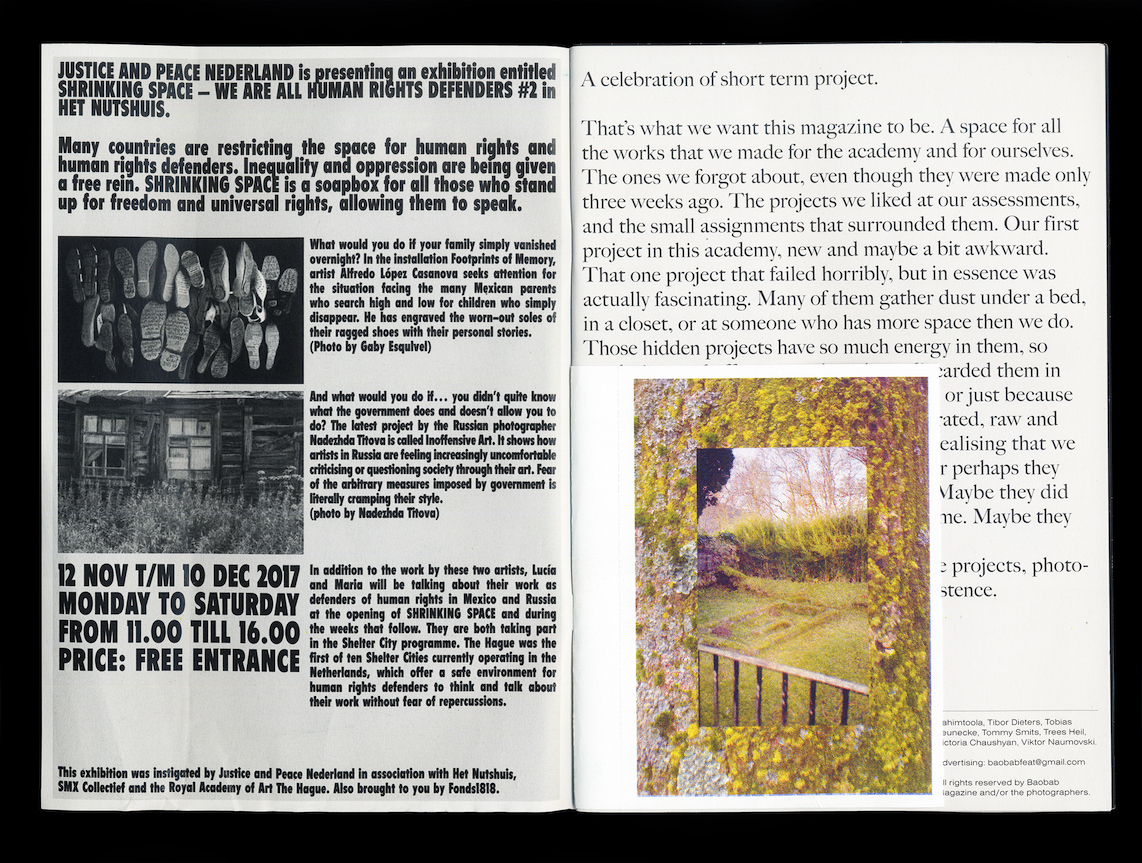 JUSTICE AND PEACE NEDERLAND is presenting an exhibition entitled
SHRINKING SPACE – WE ARE ALL HUMAN RIGHTS DEFENDERS #2 in
HET NUTSHUIS.
Many countries are restricting the space for human rights and
human rights defenders. Inequality and oppression are being given
a free rein. SHRINKING SPACE is a soapbox for all those who stand
up for freedom and universal rights, allowing them to speak.
What would you do if your family simply vanished
overnight? In the installation Footprints of Memory,
artist Alfredo López Casanova seeks attention for
the situation facing the many Mexican parents
who search high and low for children who simply
disappear. He has engraved the worn-out soles of
their ragged shoes with their personal stories.
(Photo by Gaby Esquivel)
And what would you do if... you didn't quite know
what the government does and doesn't allow you to
do? The latest project by the Russian photographer
Nadezhda Titova is called Inoffensive Art. It shows how
artists in Russia are feeling increasingly uncomfortable
criticising or questioning society through their art. Fear
of the arbitrary measures imposed by government is
literally cramping their style.
(photo by Nadezhda Titova)
12 NOV T/M 10 DEC 2017
MONDAY TO SATURDAY
FROM 11.00 TILL 16.00
PRICE: FREE ENTRANCE
In addition to the work by these two artists, Lucía
and Maria will be talking about their work as
defenders of human rights in Mexico and Russia
at the opening of SHRINKING SPACE and during
the weeks that follow. They are both taking part
in the Shelter City programme. The Hague was the
first of ten Shelter Cities currently operating in the
Netherlands, which offer a safe environment for
human rights defenders to think and talk about
their work without fear of repercussions.
This exhibition was instigated by Justice and Peace Nederland in association with Het Nutshuis,
SMX Collectief and the Royal Academy of Art The Hague. Also brought to you by Fonds1818.
A celebration of short term project.
That's what we want this magazine to be. A space for all
the works that we made for the academy and for ourselves.
The ones we forgot about, even though they were made only
three weeks ago. The projects we liked at our assessments,
and the small assignments that surrounded them. Our first
project in this academy, new and maybe a bit awkward.
That one project that failed horribly, but in essence was
actually fascinating. Many of them gather dust under a bed,
in a closet, or at someone who has more space then we do.
Those hidden projects have so much energy in them, so
carded them in
or just because
rated, raw and
ealising that we
r perhaps they
Maybe they did
me. Maybe they
e projects, photo-
stence.
ahimtoola, Tibor Dieters, Tobias
eunecke, Tommy Smits, Trees Heil,
ictoria Chaushyan, Viktor Naumovski.
dvertising: baobabfeat@gmail.com
ll rights reserved by Baobab
agazine and/or the photographers.